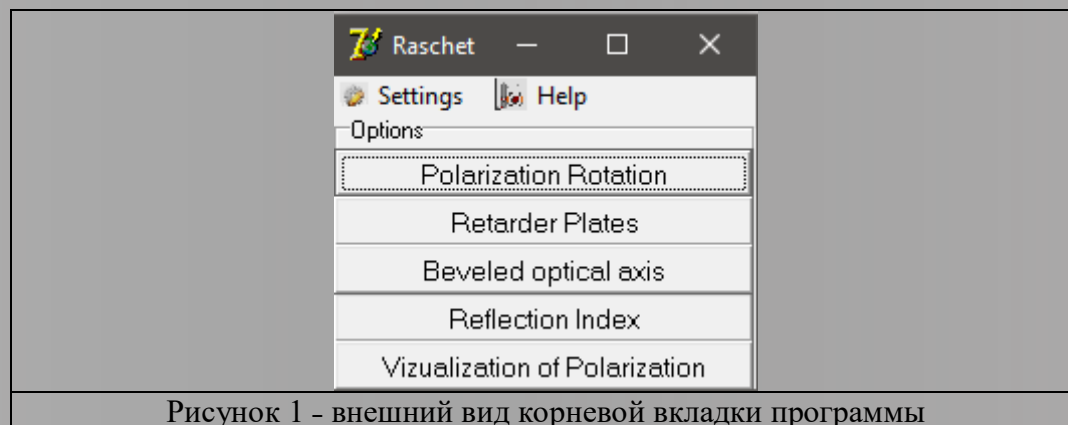 Raschet
Settings Help
Options
Polarization Rotation
Retarder Plates
Beveled optical axis
Reflection Index
Vizualization of Polarization
Рисунок 1 - внешний вид корневой вкладки программы